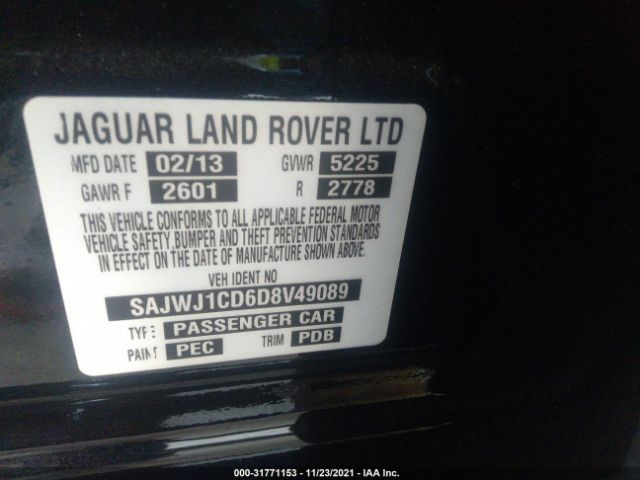 JAGUAR LAND ROVER LTD
MFD DATE 02/13 GVWR 5225
GAWR F 2601 R 2778
THIS VEHICLE CONFORMS TO ALL APPLICABLE FEDERAL MOTOR
VEHICLE SAFETY,BUMPER AND THEFT PREVENTION STANDARDS
IN EFFECT ON THE DATE OF MANUFACTURE SHOWN ABOVE.
VEH IDENT NO
SAJWJ1CD6D8V49089
TYPE PASSENGER CAR
PAINT PEC TRIM PDB
000-31771153 - 11/23/2021 - IAA Inc.